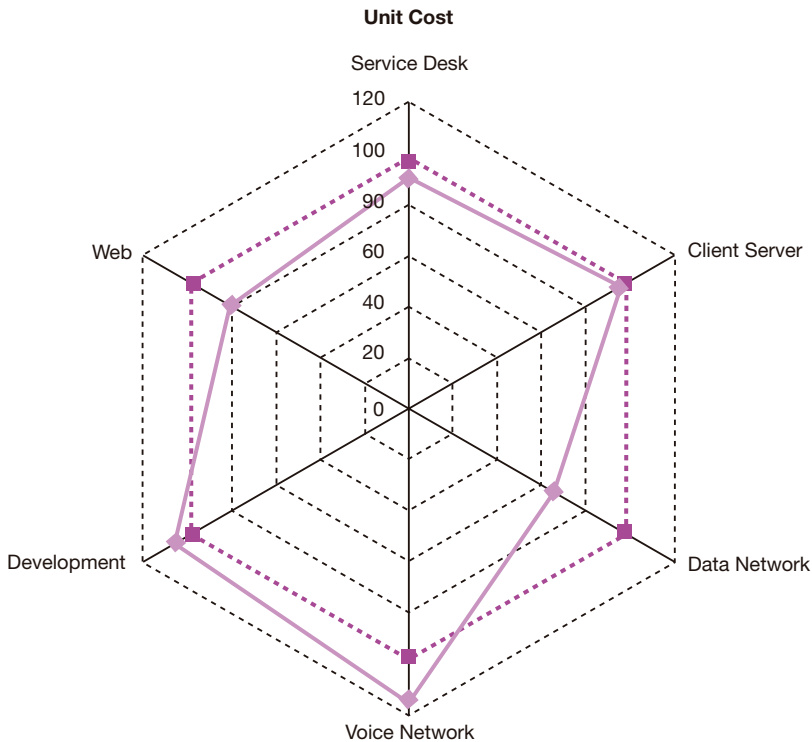 Unit Cost
Service Desk
120
100
90
60
40
20
0
Web
Client Server
Development
Data Network
Voice Network